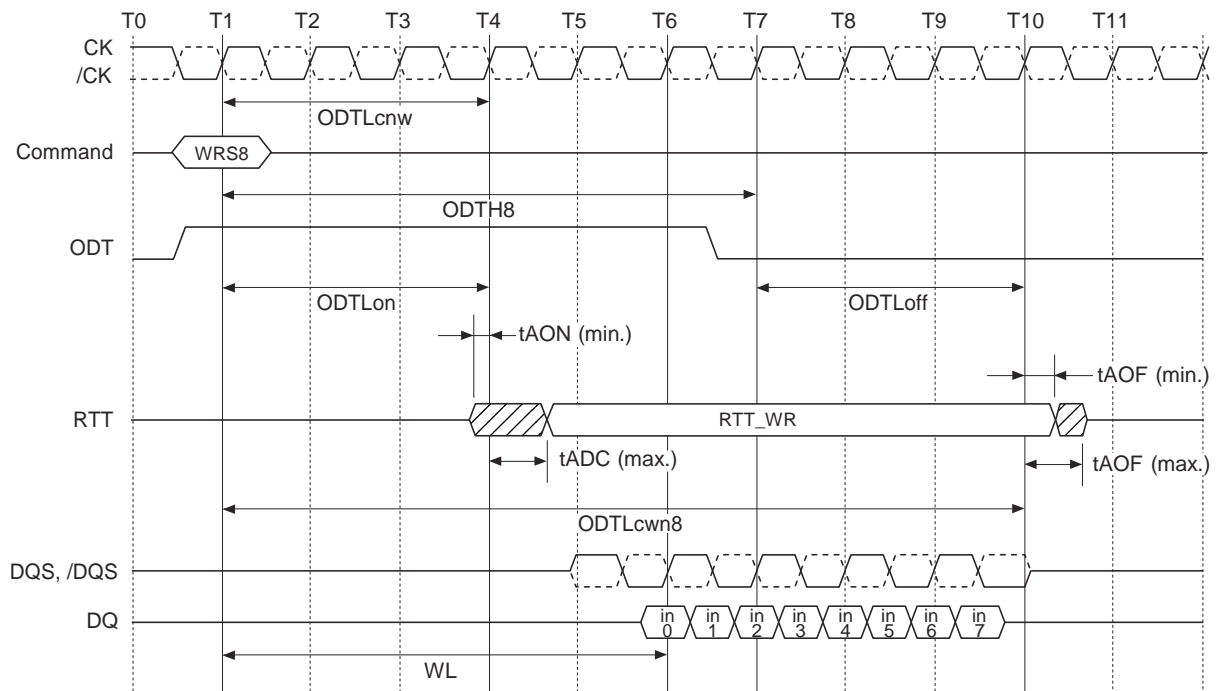 T0 T1 T2 T3 T4 T5 T6 T7 T8 T9 T10 T11
CK
/CK
ODTLcnw
Command
WRS8
ODTH8
ODT
ODTLon
ODTLoff
tAON (min.)
tAOF (min.)
RTT
RTT_WR
tADC (max.)
tAOF (max.)
ODTLcwn8
DQS, /DQS
DQ
in 0
in 1
in 2
in 3
in 4
in 5
in 6
in 7
WL